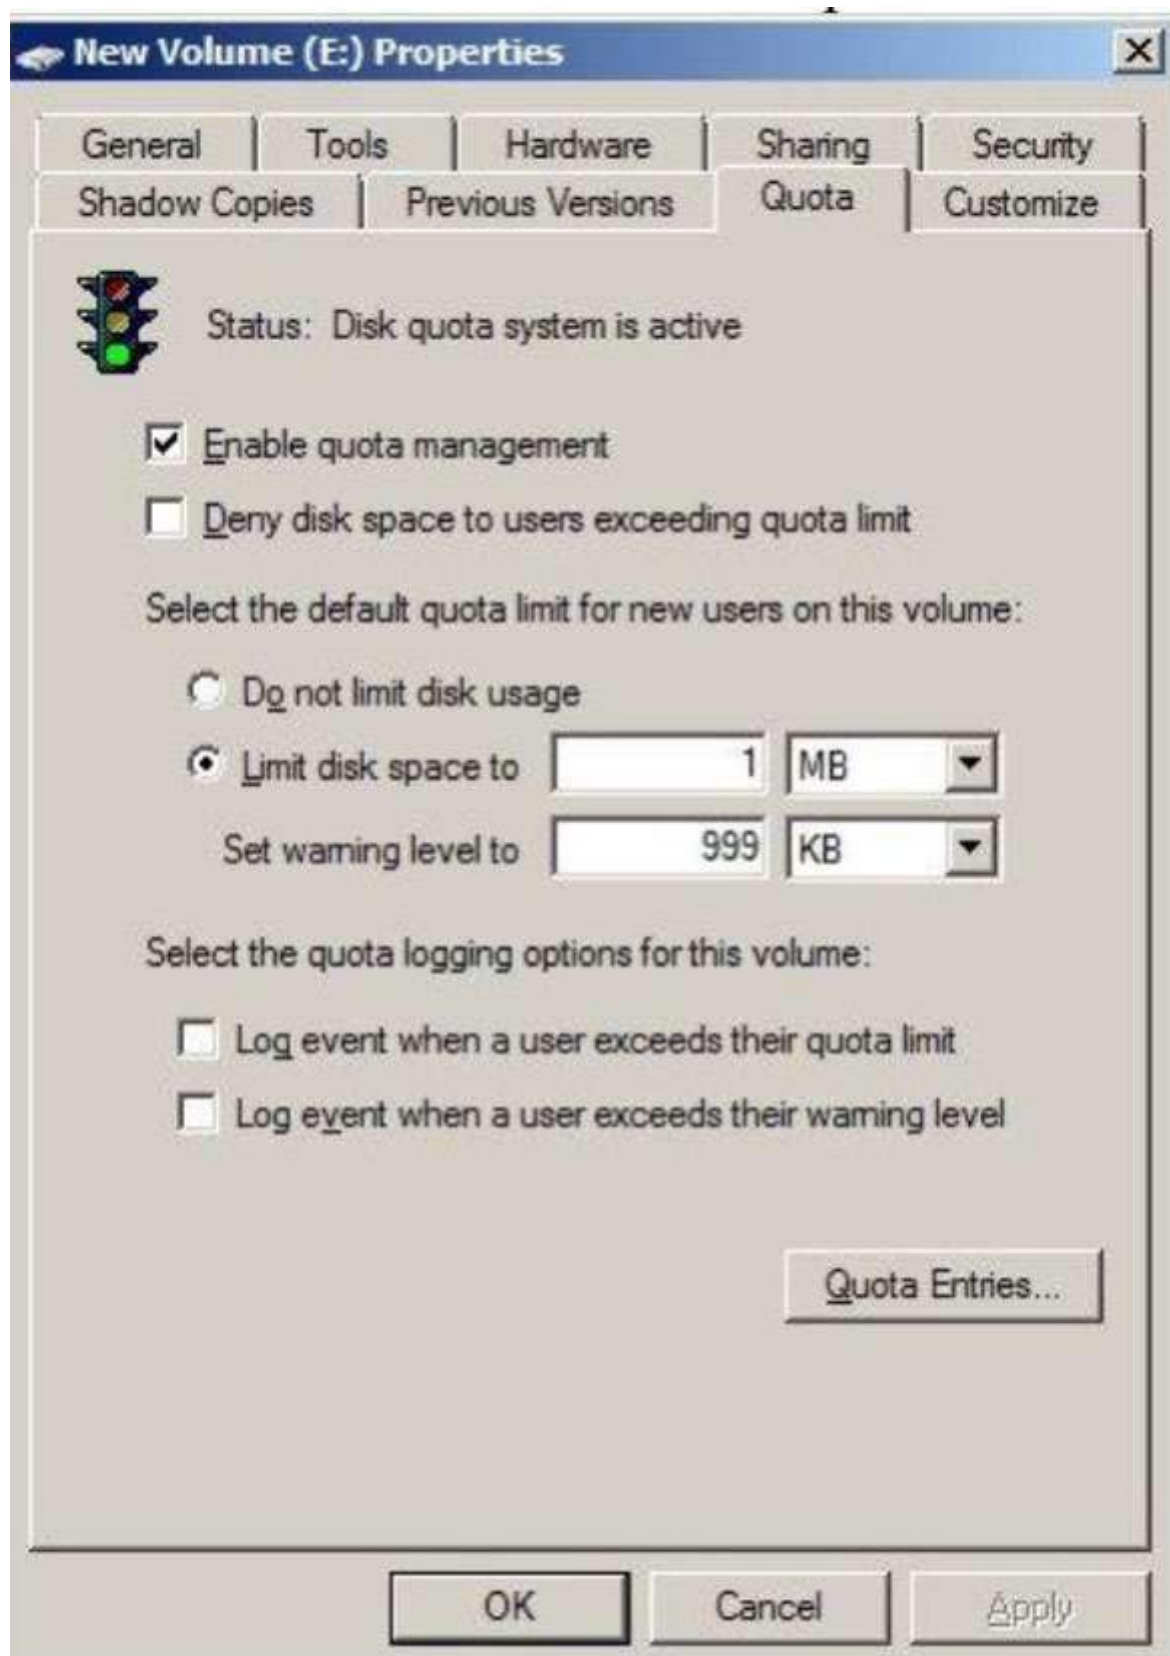 New Volume (E:) Properties
General Tools Hardware Sharing Security
Shadow Copies Previous Versions Quota Customize
Status: Disk quota system is active
Enable quota management
Deny disk space to users exceeding quota limit
Select the default quota limit for new users on this volume:
Do not limit disk usage
Limit disk space to 1 MB
Set warning level to 999 KB
Select the quota logging options for this volume:
Log event when a user exceeds their quota limit
Log event when a user exceeds their warning level
Quota Entries...
OK Cancel Apply